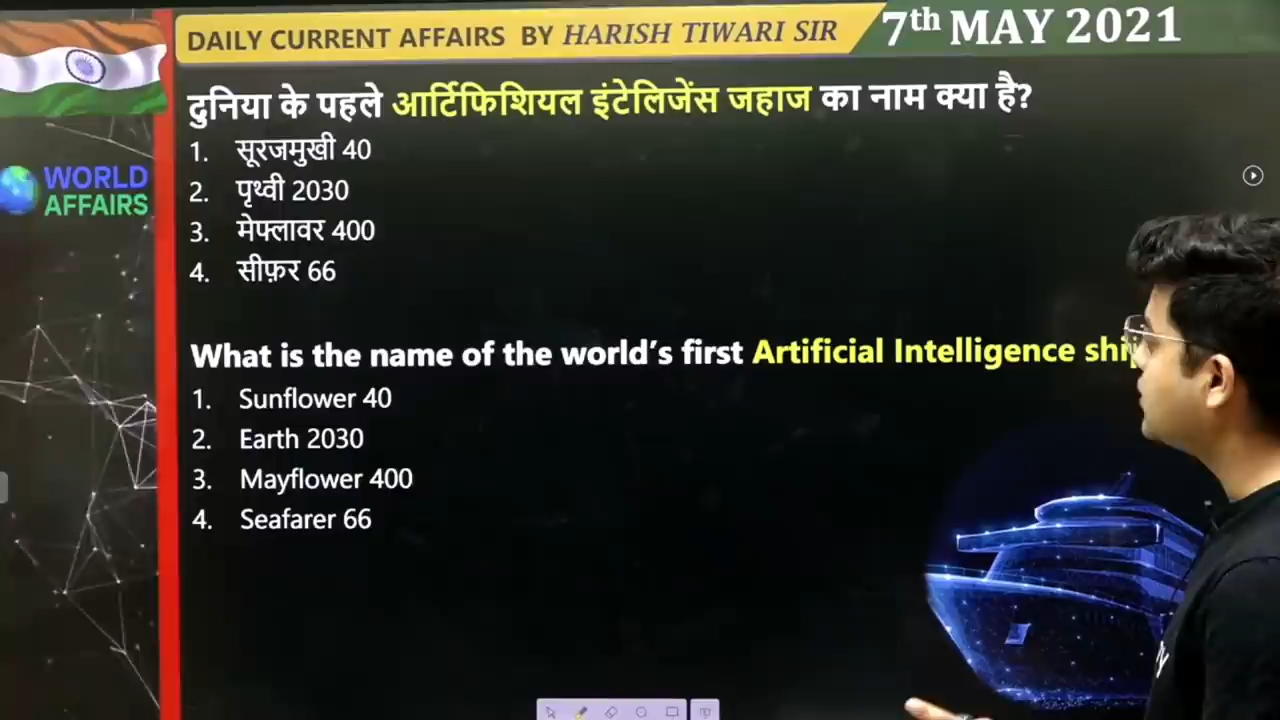 DAILY CURRENT AFFAIRS BY HARISH TIWARI SIR
7th MAY 2021
दुनिया के पहले आर्टिफिशियल इंटेलिजेंस जहाज का नाम क्या है?
1. सूरजमुखी 40
2. पृथ्वी 2030
3. मेफ्लावर 400
4. सीफ़र 66
WORLD
AFFAIRS
What is the name of the world's first Artificial Intelligence
1. Sunflower 40
2. Earth 2030
3. Mayflower 400
4. Seafarer 66